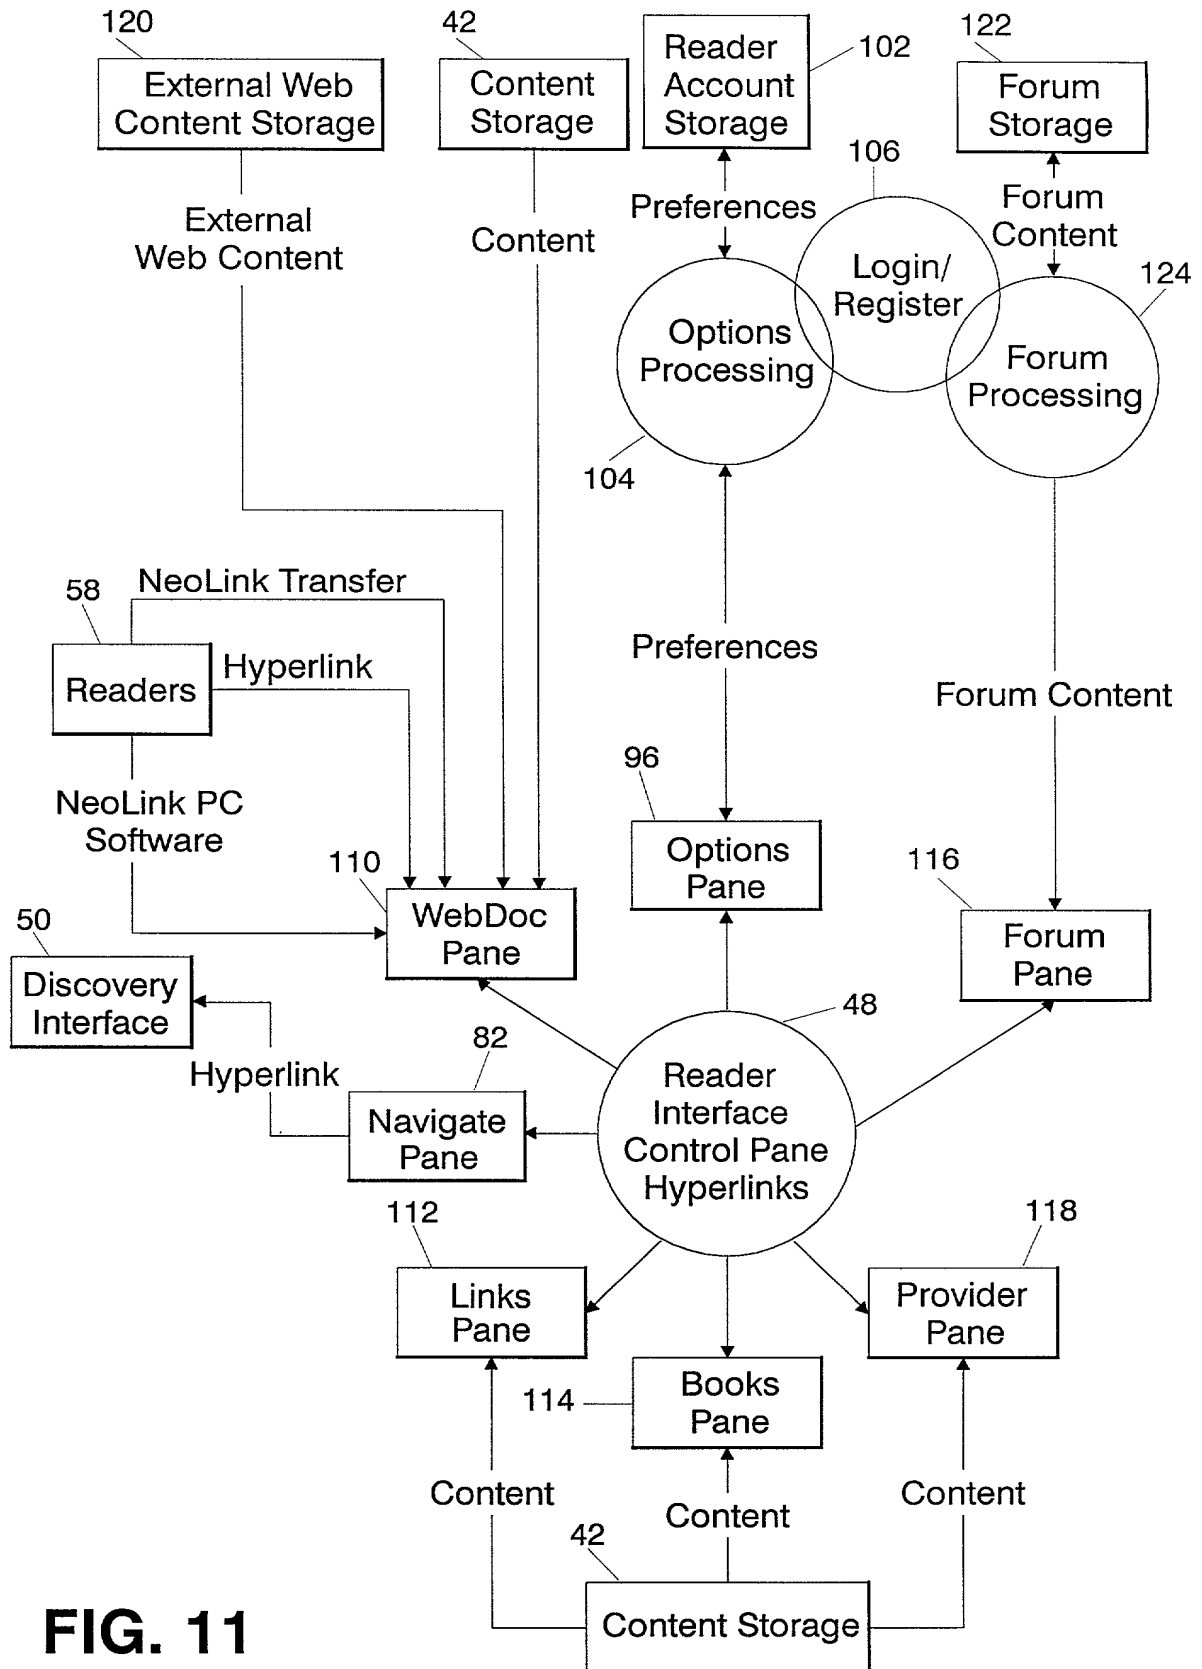 120
42
102
122
External Web
Content Storage
Content
Storage
Reader
Account
Storage
Forum
Storage
106
External
Web Content
Content
Preferences
Forum
Content
Login/
Register
124
Options
Processing
Forum
Processing
104
58
NeoLink Transfer
Readers
Hyperlink
Preferences
Forum Content
NeoLink PC
Software
96
110
Options
Pane
116
WebDoc
Pane
50
Forum
Pane
Discovery
Interface
48
82
Hyperlink
Navigate
Pane
Reader
Interface
Control Pane
Hyperlinks
112
118
Links
Pane
Provider
Pane
114
Books
Pane
Content
Content
Content
42
Content Storage
FIG. 11